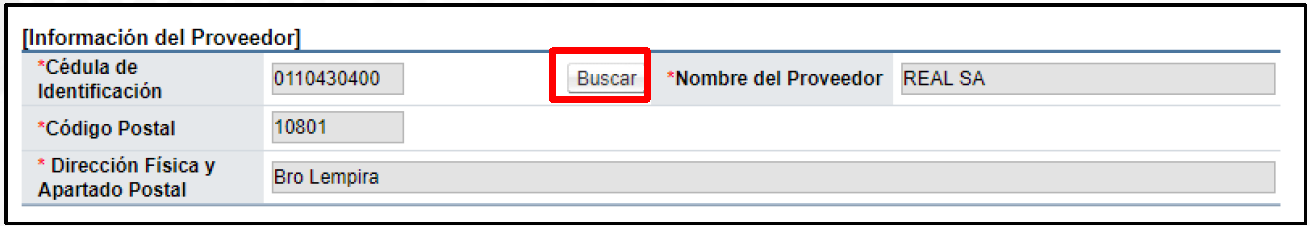 [Información del Proveedor]
*Cédula de
Identificación
0110430400
Buscar
*Nombre del Proveedor
REAL SA
*Código Postal
10801
* Dirección Física y
Apartado Postal
Bro Lempira